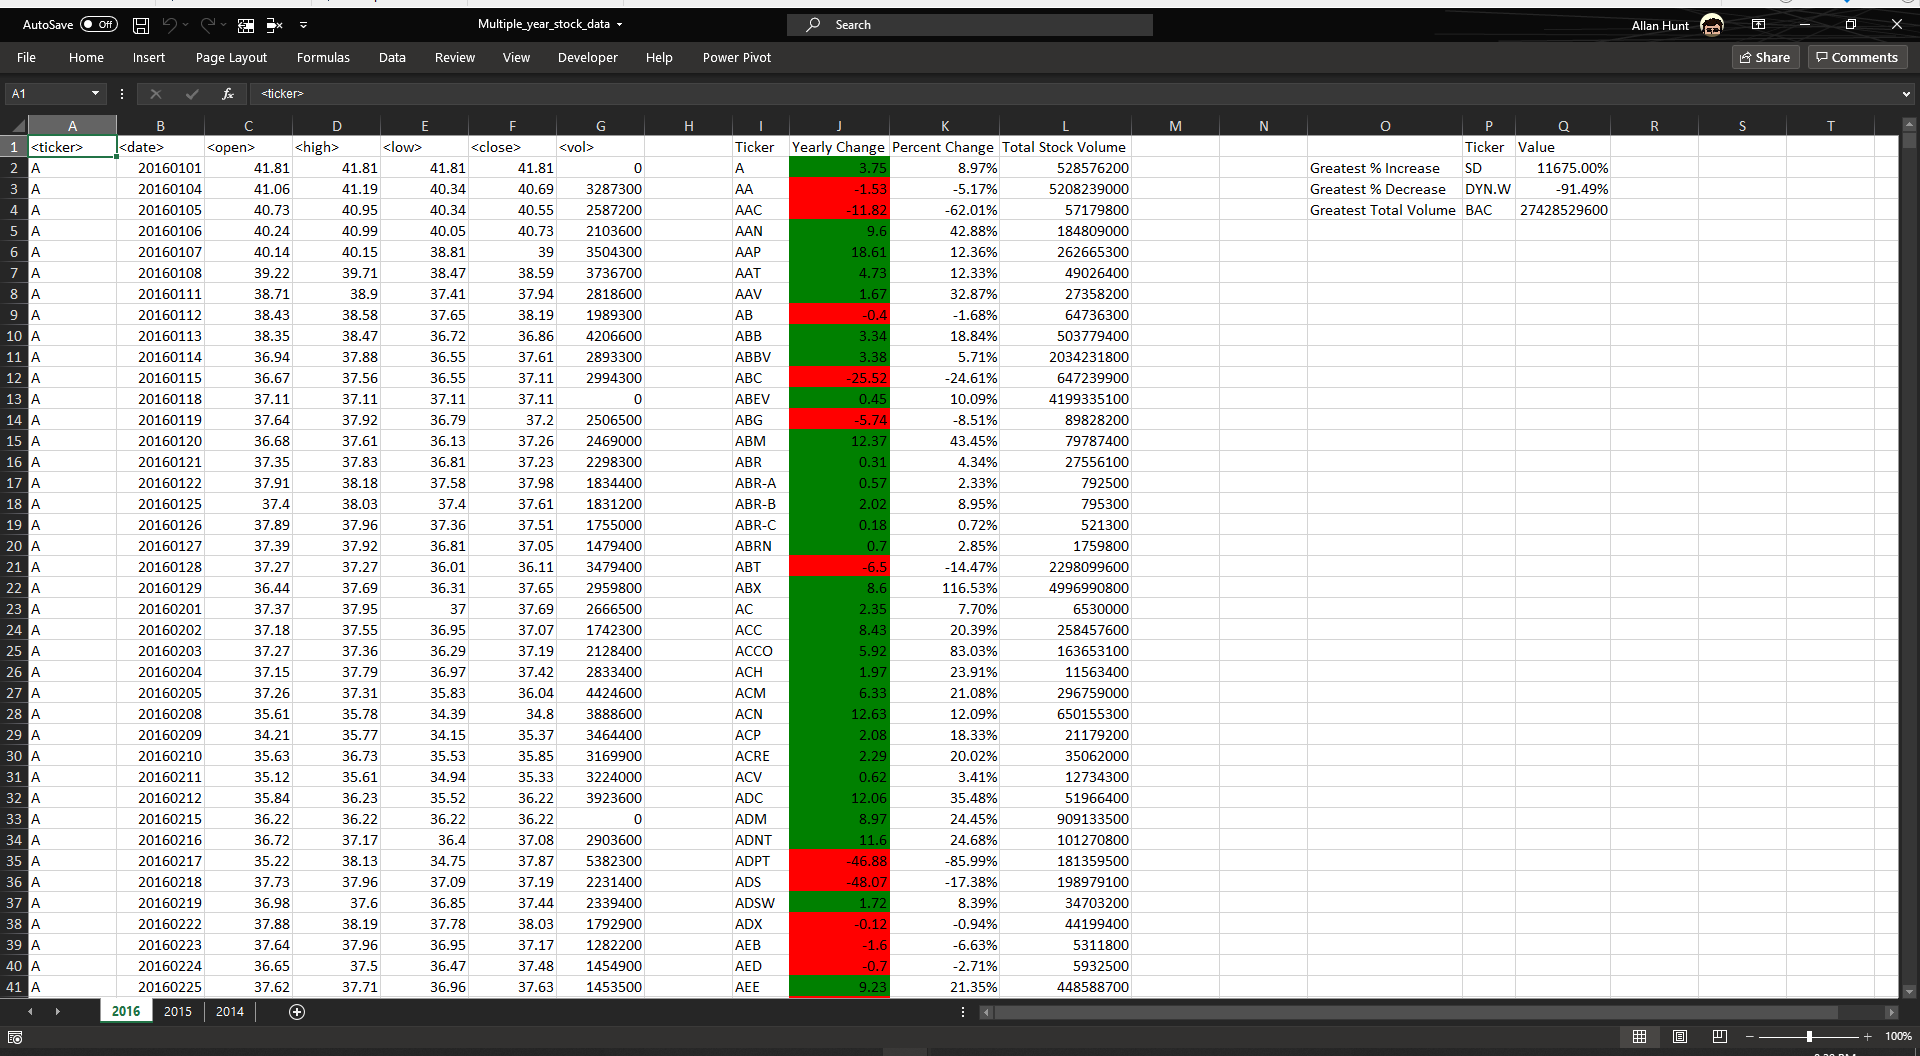 AutoSave Off Multiple_year_stock_data Search Allan Hunt
File Home Insert Page Layout Formulas Data Review View Developer Help Power Pivot Share Comments
A1 fx <ticker>
A B C D E F G H I J K L M N O P Q R S T
1 <ticker> <date> <open> <high> <low> <close> <vol> Ticker Yearly Change Percent Change Total Stock Volume Ticker Value
2 A 20160101 41.81 41.81 41.81 41.81 0 A 3.75 8.97% 528576200 Greatest % Increase SD 11675.00%
3 A 20160104 41.06 41.19 40.34 40.69 3287300 AA -1.53 -5.17% 5208239000 Greatest % Decrease DYN.W -91.49%
4 A 20160105 40.73 40.95 40.34 40.55 2587200 AAC -11.82 -62.01% 57179800 Greatest Total Volume BAC 27428529600
5 A 20160106 40.24 40.99 40.05 40.73 2103600 AAN 9.6 42.88% 184809000
6 A 20160107 40.14 40.15 38.81 39 3504300 AAP 18.61 12.36% 262665300
7 A 20160108 39.22 39.71 38.47 38.59 3736700 AAT 4.73 12.33% 49026400
8 A 20160111 38.71 38.9 37.41 37.94 2818600 AAV 1.67 32.87% 27358200
9 A 20160112 38.43 38.58 37.65 38.19 1989300 AB -0.4 -1.68% 64736300
10 A 20160113 38.35 38.47 36.72 36.86 4206600 ABB 3.34 18.84% 503779400
11 A 20160114 36.94 37.88 36.55 37.61 2893300 ABBV 3.38 5.71% 2034231800
12 A 20160115 36.67 37.56 36.55 37.11 2994300 ABC -25.52 -24.61% 647239900
13 A 20160118 37.11 37.11 37.11 37.11 0 ABEV 0.45 10.09% 4199335100
14 A 20160119 37.64 37.92 36.79 37.2 2506500 ABG -5.74 -8.51% 89828200
15 A 20160120 36.68 37.61 36.13 37.26 2469000 ABM 12.37 43.45% 79787400
16 A 20160121 37.35 37.83 36.81 37.23 2298300 ABR 0.31 4.34% 27556100
17 A 20160122 37.91 38.18 37.58 37.98 1834400 ABR-A 0.57 2.33% 792500
18 A 20160125 37.4 38.03 37.4 37.61 1831200 ABR-B 2.02 8.95% 795300
19 A 20160126 37.89 37.96 37.36 37.51 1755000 ABR-C 0.18 0.72% 521300
20 A 20160127 37.39 37.92 36.81 37.05 1479400 ABRN 0.7 2.85% 1759800
21 A 20160128 37.27 37.27 36.01 36.11 3479400 ABT -6.5 -14.47% 2298099600
22 A 20160129 36.44 37.69 36.31 37.65 2959800 ABX 8.6 116.53% 4996990800
23 A 20160201 37.37 37.95 37 37.69 2666500 AC 2.35 7.70% 6530000
24 A 20160202 37.18 37.55 36.95 37.07 1742300 ACC 8.43 20.39% 258457600
25 A 20160203 37.27 37.36 36.29 37.19 2128400 ACCO 5.92 83.03% 163653100
26 A 20160204 37.15 37.79 36.97 37.42 2833400 ACH 1.97 23.91% 11563400
27 A 20160205 37.26 37.31 35.83 36.04 4424600 ACM 6.33 21.08% 296759000
28 A 20160208 35.61 35.78 34.39 34.8 3888600 ACN 12.63 12.09% 650155300
29 A 20160209 34.21 35.77 34.15 35.37 3464400 ACP 2.08 18.33% 21179200
30 A 20160210 35.63 36.73 35.53 35.85 3169900 ACRE 2.29 20.02% 35062000
31 A 20160211 35.12 35.61 34.94 35.33 3224000 ACV 0.62 3.41% 12734300
32 A 20160212 35.84 36.23 35.52 36.22 3923600 ADC 12.06 35.48% 51966400
33 A 20160215 36.22 36.22 36.22 36.22 0 ADM 8.97 24.45% 909133500
34 A 20160216 36.72 37.17 36.4 37.08 2903600 ADNT 11.6 24.68% 101270800
35 A 20160217 35.22 38.13 34.75 37.87 5382300 ADPT -46.88 -85.99% 181359500
36 A 20160218 37.73 37.96 37.09 37.19 2231400 ADS -48.07 -17.38% 198979100
37 A 20160219 36.98 37.6 36.85 37.44 2339400 ADSW 1.72 8.39% 34703200
38 A 20160222 37.88 38.19 37.78 38.03 1792900 ADX -0.12 -0.94% 44199400
39 A 20160223 37.64 37.96 36.95 37.17 1282200 AEB -1.6 -6.63% 5311800
40 A 20160224 36.65 37.5 36.47 37.48 1454900 AED -0.7 -2.71% 5932500
41 A 20160225 37.62 37.71 36.96 37.63 1453500 AEE 9.23 21.35% 448588700
2016 2015 2014
100%